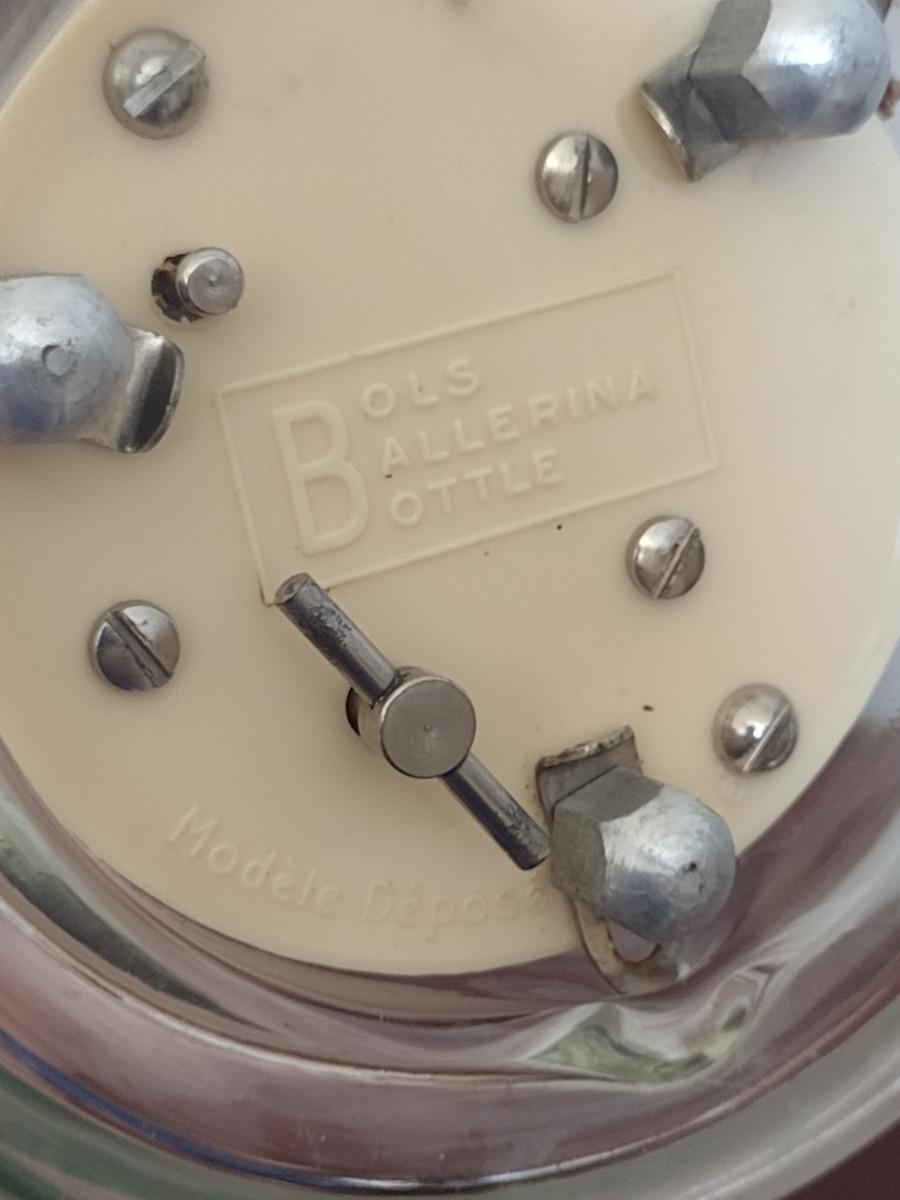 BOLS
BALLERINA
BOTTLE
Modèle Déposé